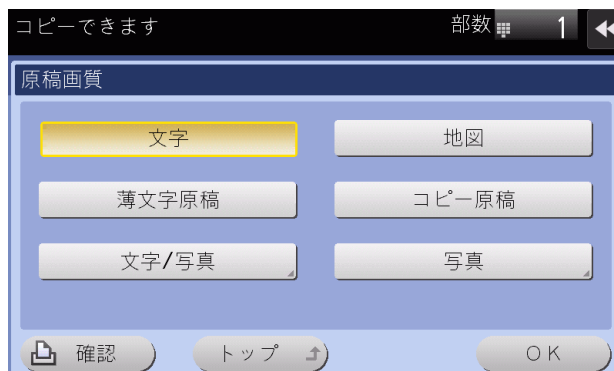 コピーできます 部数 1
原稿画質
文字 地図
薄文字原稿 コピー原稿
文字/写真 写真
確認 トップ OK